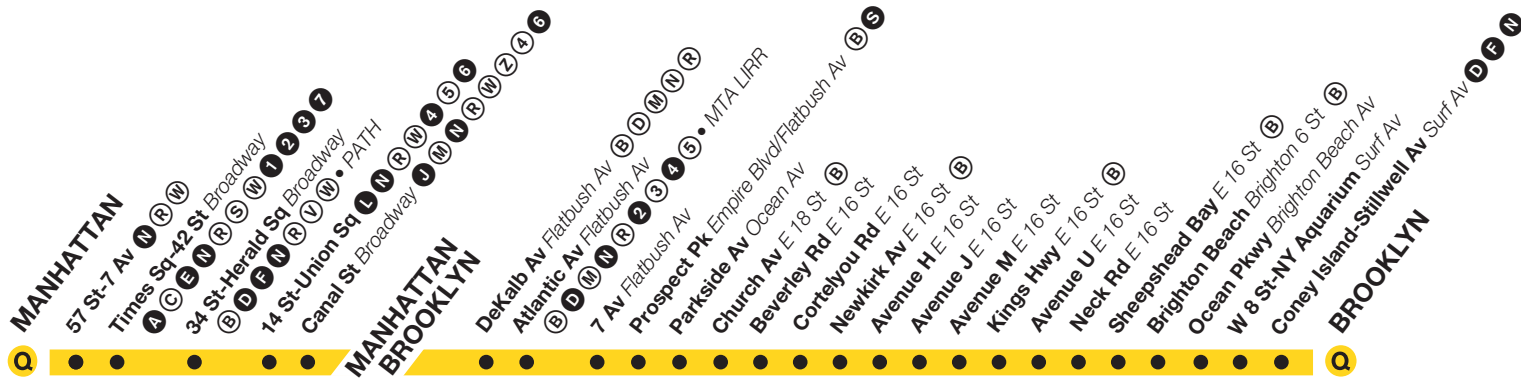 MANHATTAN
57 St-7 Av Broadway N R W
Times Sq-42 St Broadway
A C E N R S W 1 2 3 7
34 St-Herald Sq Broadway
B D F N R V W • PATH
14 St-Union Sq L N R W 4 5 6
Canal St Broadway J M N R W Z 4 6
MANHATTAN
BROOKLYN
DeKalb Av Flatbush Av B D M N R
Atlantic Av Flatbush Av
B D M N R 2 3 4 5 • MTA LIRR
7 Av Flatbush Av
Prospect Pk Empire Blvd/Flatbush Av B S
Parkside Av Ocean Av
Church Av E 18 St B
Beverley Rd E 16 St
Cortelyou Rd E 16 St
Newkirk Av E 16 St B
Avenue H E 16 St
Avenue J E 16 St
Avenue M E 16 St
Kings Hwy E 16 St B
Avenue U E 16 St
Neck Rd E 16 St
Sheepshead Bay E 16 St B
Brighton Beach Brighton 6 St B
Ocean Pkwy Brighton Beach Av
W 8 St-NY Aquarium Surf Av
Coney Island-Stillwell Av Surf Av D F N
BROOKLYN
Q
Q